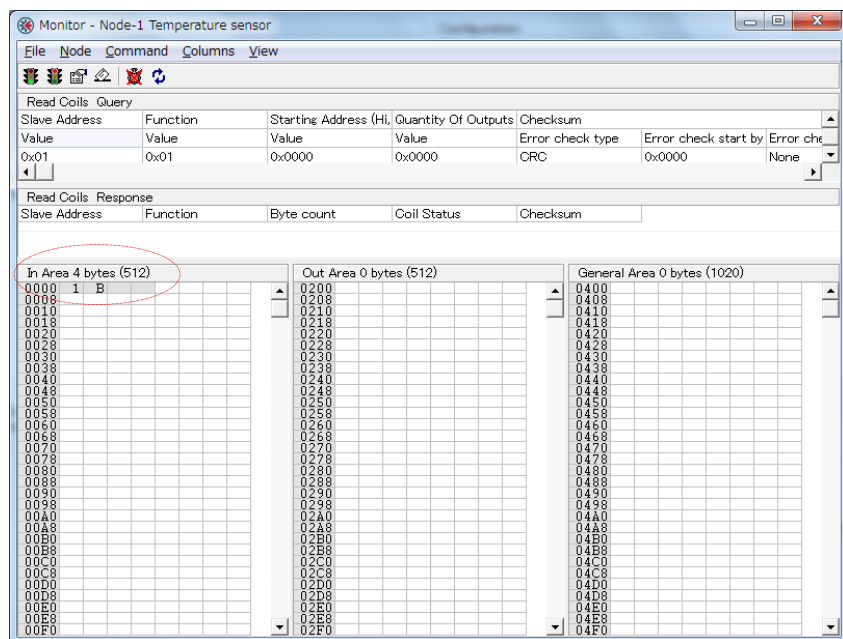 Monitor - Node-1 Temperature sensor
File Node Command Columns View
Read Coils Query
Slave Address Function Starting Address (Hi, Quantity Of Outputs Checksum
Value Value Value Value Error check type Error check start by Error che
0x01 0x01 0x0000 0x0000 CRC 0x0000 None
Read Coils Response
Slave Address Function Byte count Coil Status Checksum
In Area 4 bytes (512) Out Area 0 bytes (512) General Area 0 bytes (1020)
0000 1 B 0200 0400
0008 0208 0408
0010 0210 0410
0018 0218 0418
0020 0220 0420
0028 0228 0428
0030 0230 0430
0038 0238 0438
0040 0240 0440
0048 0248 0448
0050 0250 0450
0058 0258 0458
0060 0260 0460
0068 0268 0468
0070 0270 0470
0078 0278 0478
0080 0280 0480
0088 0288 0488
0090 0290 0490
0098 0298 0498
00A0 02A0 04A0
00A8 02A8 04A8
00B0 02B0 04B0
00B8 02B8 04B8
00C0 02C0 04C0
00C8 02C8 04C8
00D0 02D0 04D0
00D8 02D8 04D8
00E0 02E0 04E0
00E8 02E8 04E8
00F0 02F0 04F0